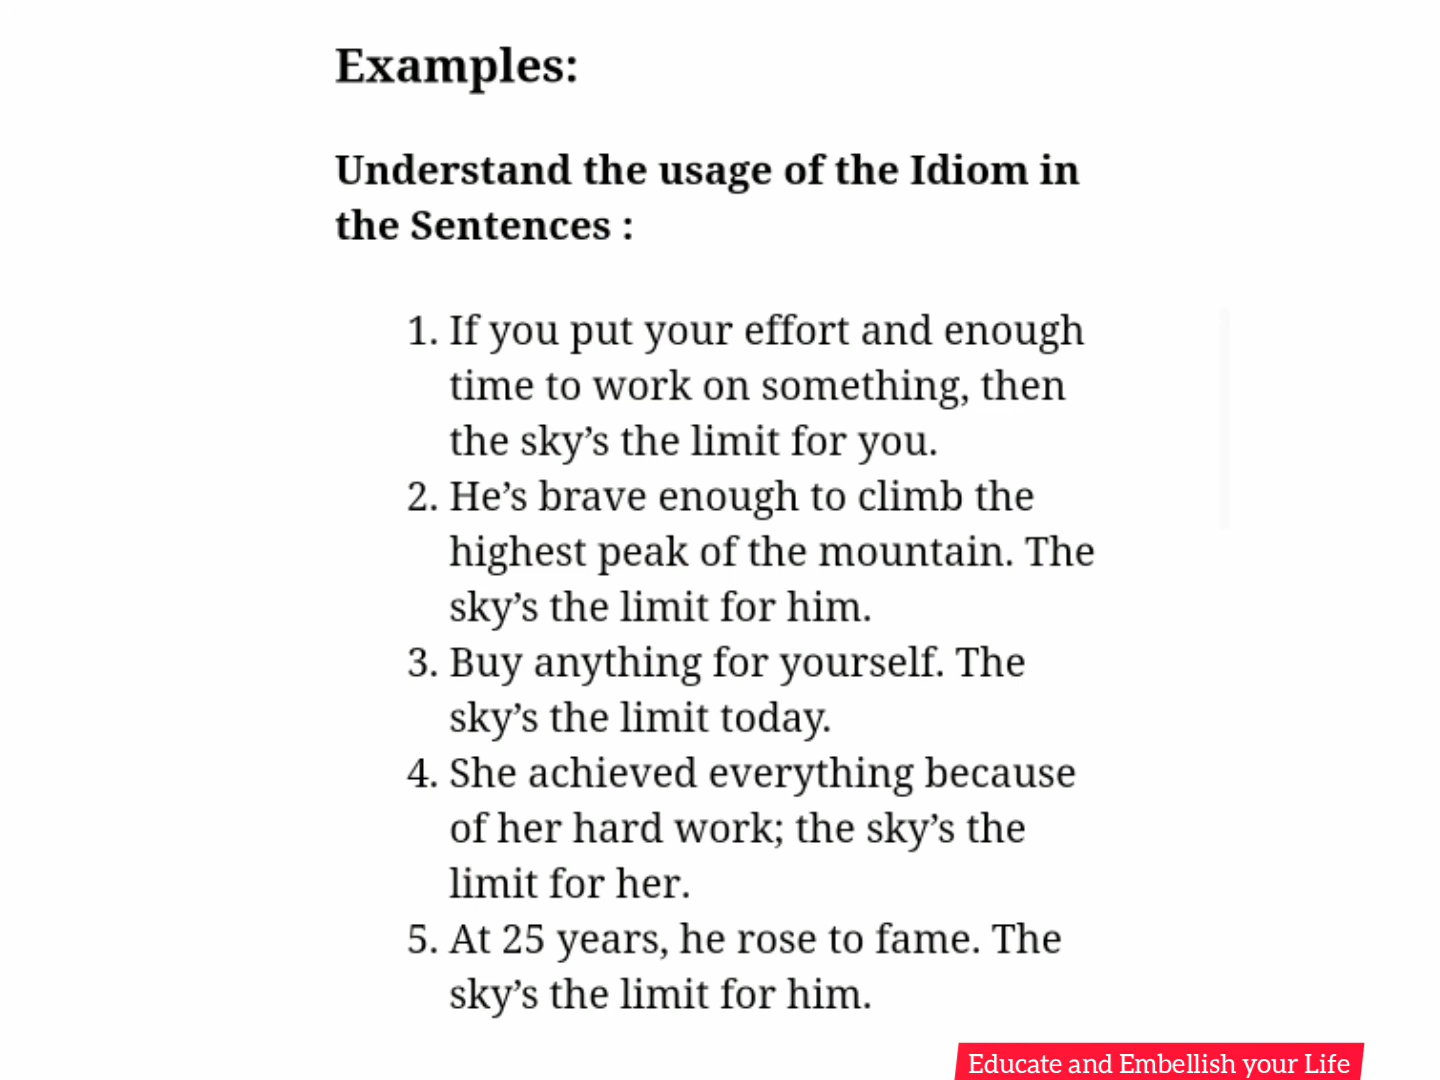 Examples:
Understand the usage of the Idiom in
the Sentences :
1. If you put your effort and enough
time to work on something, then
the sky’s the limit for you.
2. He’s brave enough to climb the
highest peak of the mountain. The
sky’s the limit for him.
3. Buy anything for yourself. The
sky’s the limit today.
4. She achieved everything because
of her hard work; the sky’s the
limit for her.
5. At 25 years, he rose to fame. The
sky’s the limit for him.
Educate and Embellish your Life